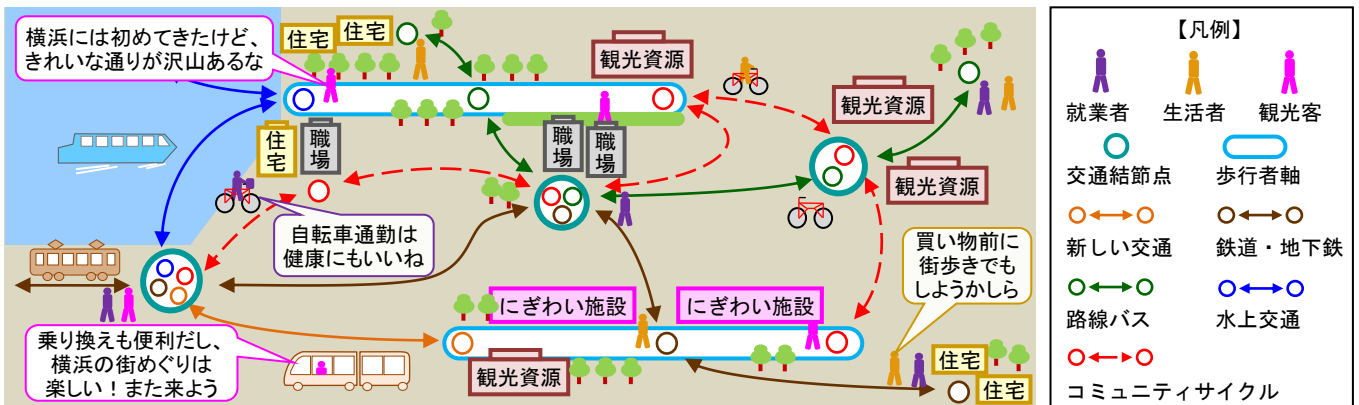 横浜には初めてきたけど、
きれいな通りが沢山あるな
住宅
住宅
観光資源
観光資源
観光資源
住宅
職場
職場
職場
自転車通勤は
健康にもいいね
買い物前に
街歩きでも
しようかしら
にぎわい施設
にぎわい施設
観光資源
乗り換えも便利だし、
横浜の街めぐりは
楽しい！また来よう
住宅
住宅
【凡例】
就業者
生活者
観光客
交通結節点
歩行者軸
新しい交通
鉄道・地下鉄
路線バス
水上交通
コミュニティサイクル